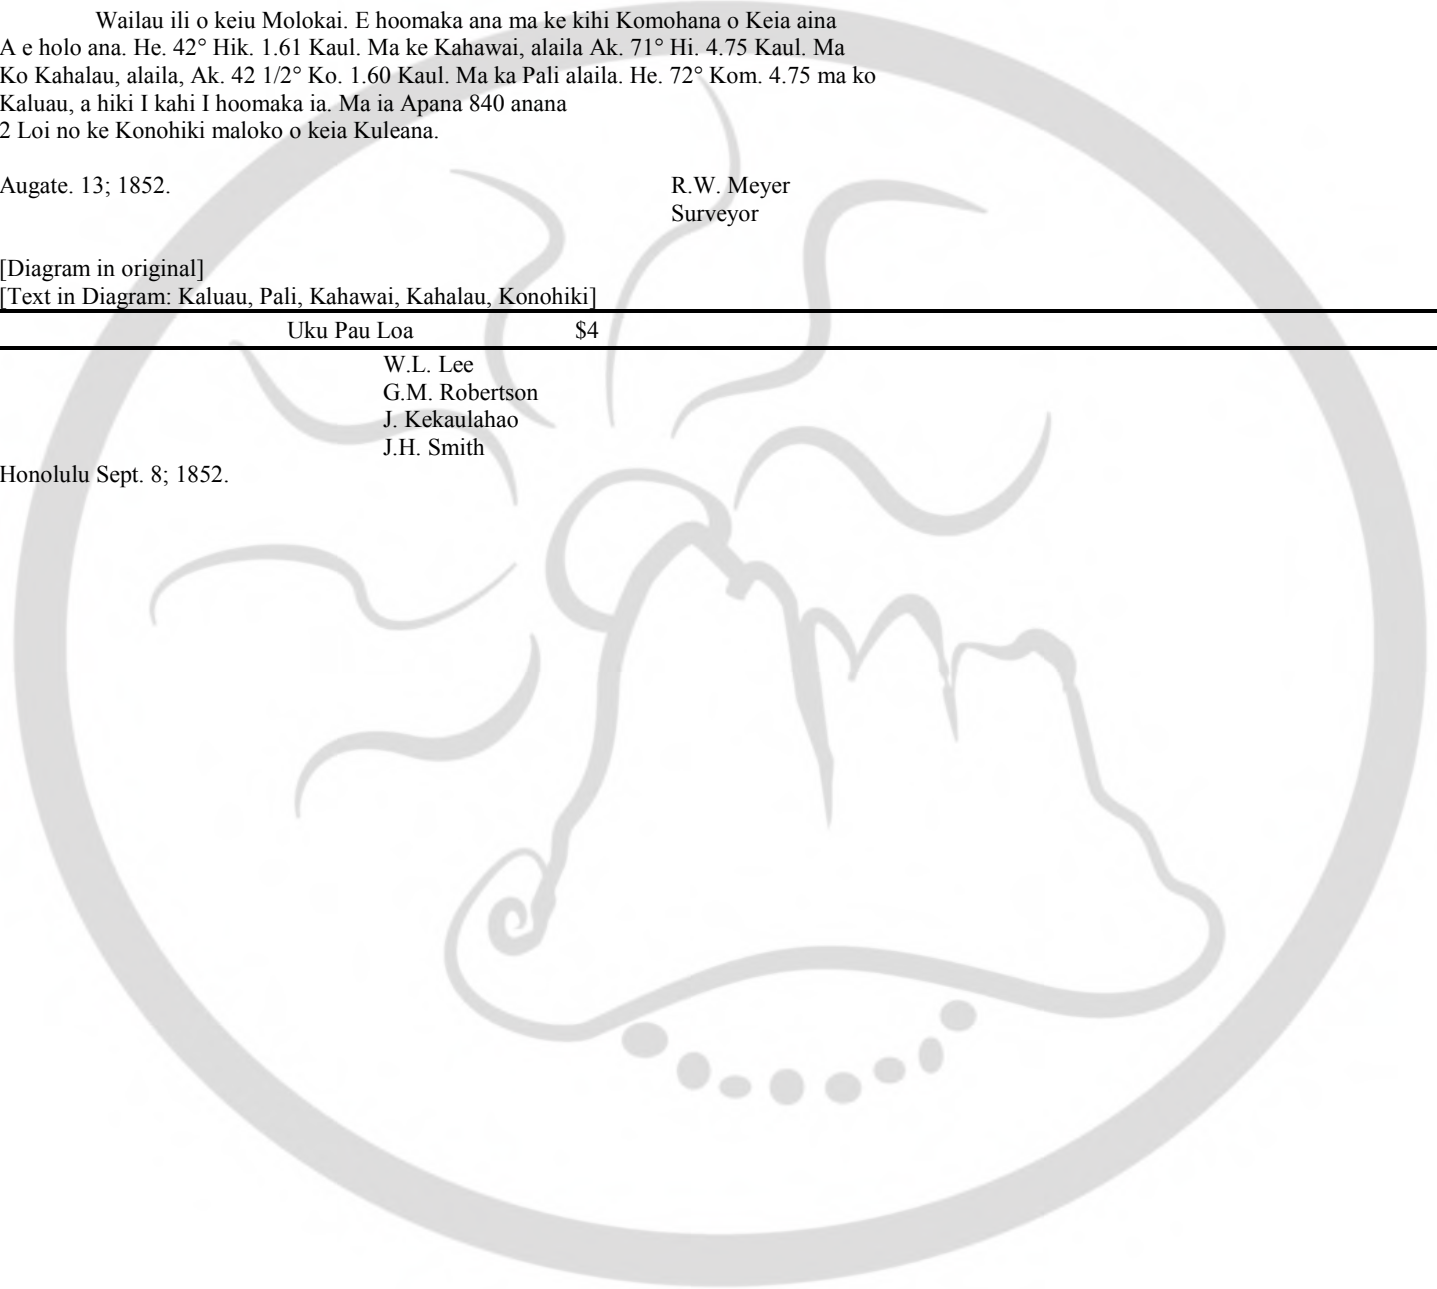 Wailau ili o keiu Molokai. E hoomaka ana ma ke kihi Komohana o Keia aina
A e holo ana. He. 42° Hik. 1.61 Kaul. Ma ke Kahawai, alaila Ak. 71° Hi. 4.75 Kaul. Ma
Ko Kahalau, alaila, Ak. 42 1/2° Ko. 1.60 Kaul. Ma ka Pali alaila. He. 72° Kom. 4.75 ma ko
Kaluau, a hiki I kahi I hoomaka ia. Ma ia Apana 840 anana
2 Loi no ke Konohiki maloko o keia Kuleana.
Augate. 13; 1852. R.W. Meyer
Surveyor
[Diagram in original]
[Text in Diagram: Kaluau, Pali, Kahawai, Kahalau, Konohiki]
Uku Pau Loa $4
W.L. Lee
G.M. Robertson
J. Kekaulahao
J.H. Smith
Honolulu Sept. 8; 1852.